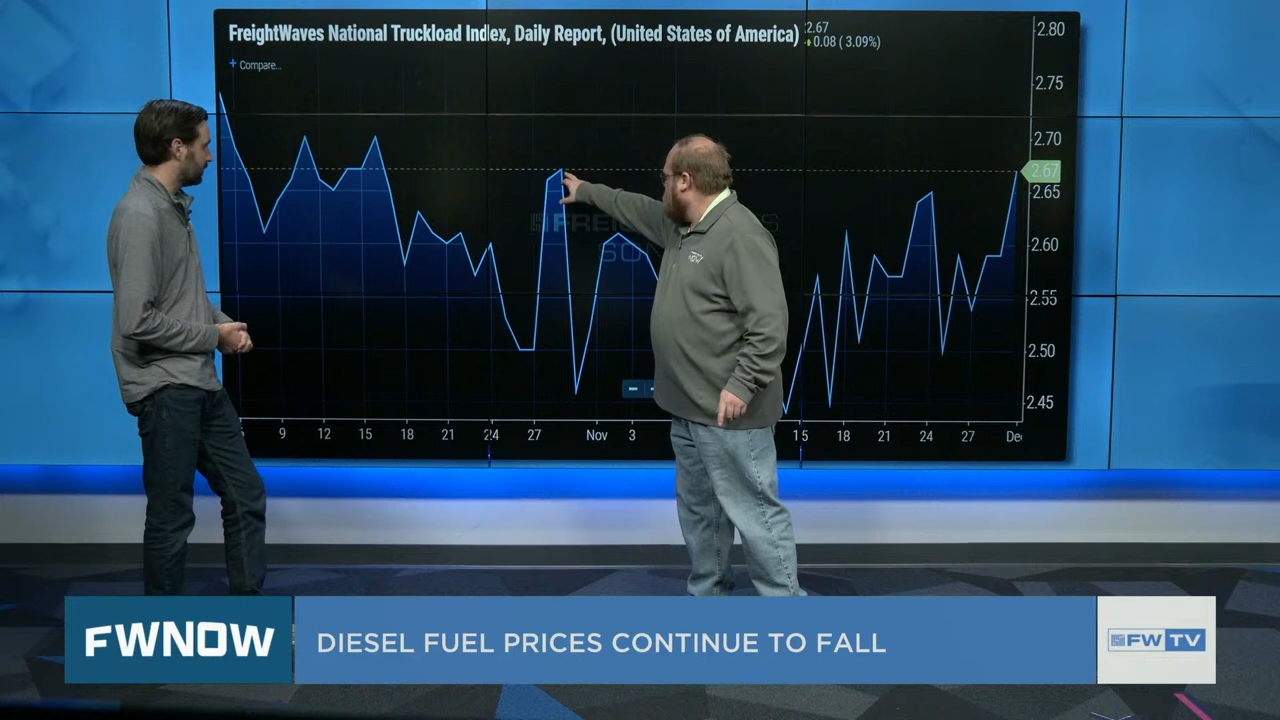 FreightWaves National Truckload Index, Daily Report, (United States of America)
2.67
0.08 ( 3.09%)
+ Compare...
2.80
2.75
2.70
2.67
2.65
2.60
2.55
2.50
2.45
9 12 15 18 21 24 27 Nov 3 15 18 21 24 27 Dec
FWNOW
DIESEL FUEL PRICES CONTINUE TO FALL
FWTV